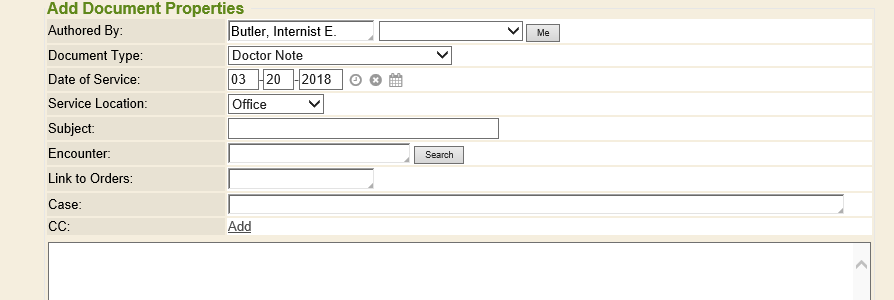 Add Document Properties
Authored By: Butler, Internist E. Me
Document Type: Doctor Note
Date of Service: 03 - 20 - 2018
Service Location: Office
Subject:
Encounter: Search
Link to Orders:
Case:
CC: Add